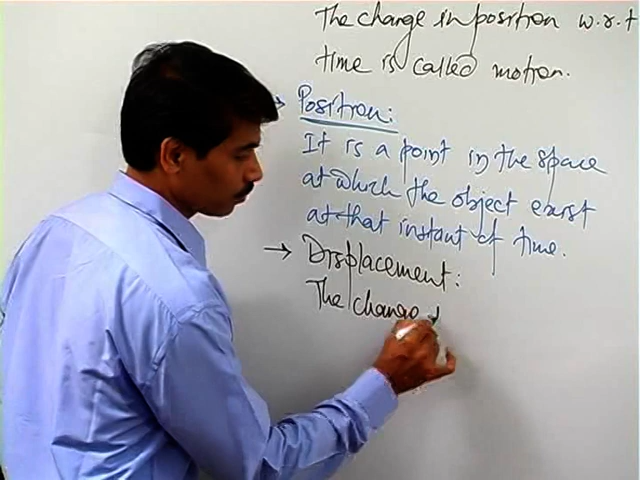 The change in position w.r.t
time is called motion.
→ Position:
It is a point in the space
at which the object exist
at that instant of time.
→ Displacement:
The change